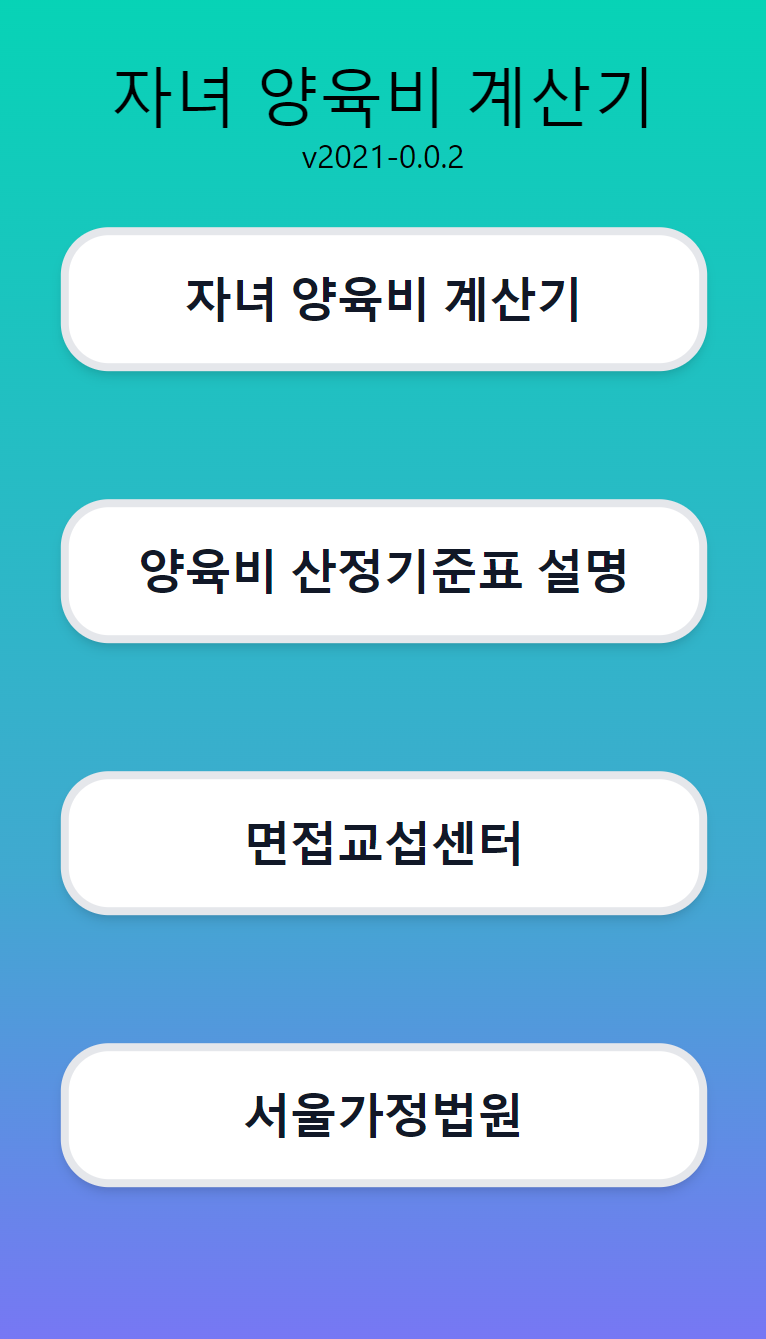 자녀 양육비 계산기
v2021-0.0.2
자녀 양육비 계산기
양육비 산정기준표 설명
면접교섭센터
서울가정법원